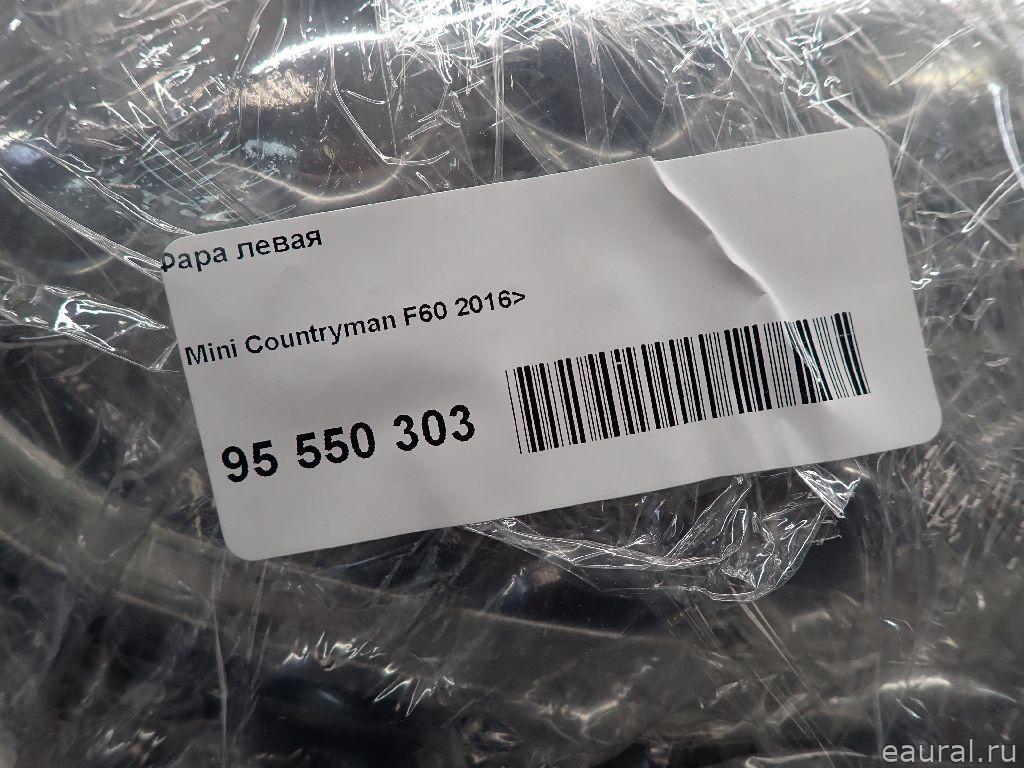 Фара левая
Mini Countryman F60 2016>
95 550 303
eaural.ru